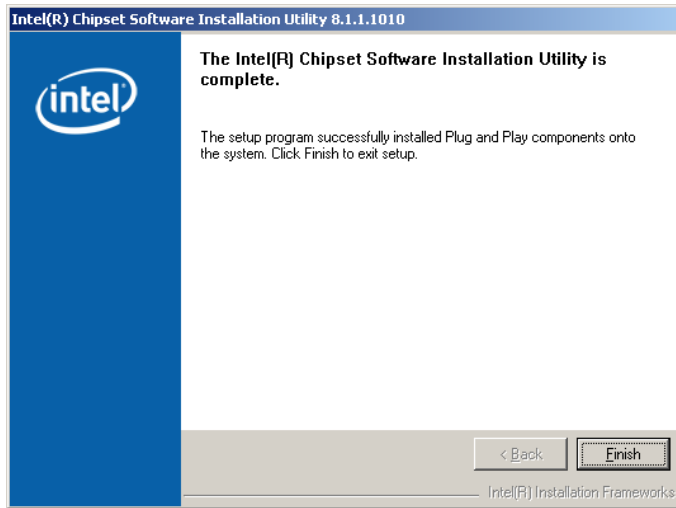 Intel(R) Chipset Software Installation Utility 8.1.1.1010
The Intel(R) Chipset Software Installation Utility is
complete.
intel
The setup program successfully installed Plug and Play components onto
the system. Click Finish to exit setup.
< Back
Finish
Intel(R) Installation Frameworks